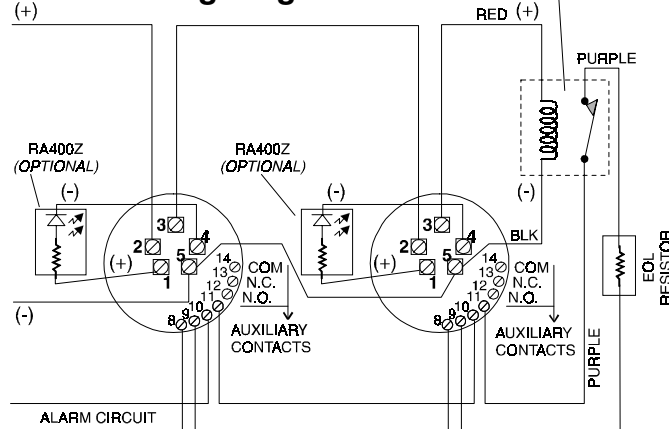 (+)
RED (+)
PURPLE
RA400Z
(OPTIONAL)
RA400Z
(OPTIONAL)
(-)
(-)
(-)
3
2
4
(+)
5
1
3
2
4
(+)
5
1
BLK
14
13
12
11
10
9
8
COM
N.C.
N.O.
14
13
12
11
10
9
8
COM
N.C.
N.O.
EOL
RESISTOR
(-)
AUXILIARY
CONTACTS
AUXILIARY
CONTACTS
PURPLE
ALARM CIRCUIT